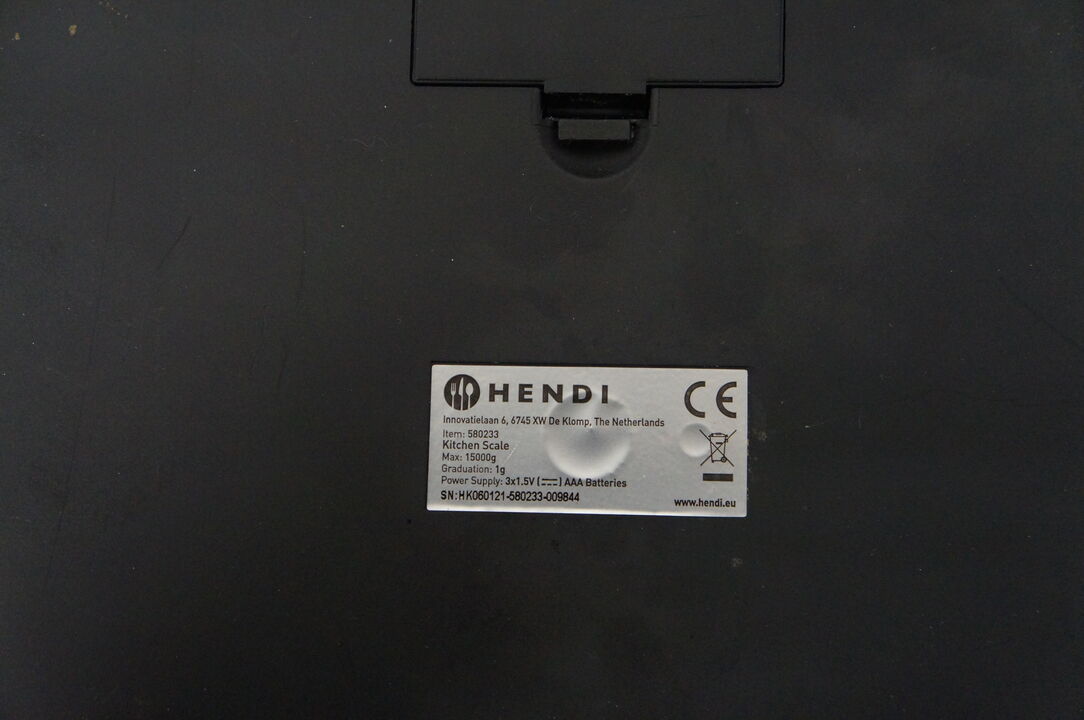 HENDI
CE
Innovatielaan 6, 6745 XW De Klomp, The Netherlands
Item: 580233
Kitchen Scale
Max: 15000g
Graduation: 1g
Power Supply: 3x1.5V (⎓) AAA Batteries
SN:HK060121-580233-009844
www.hendi.eu